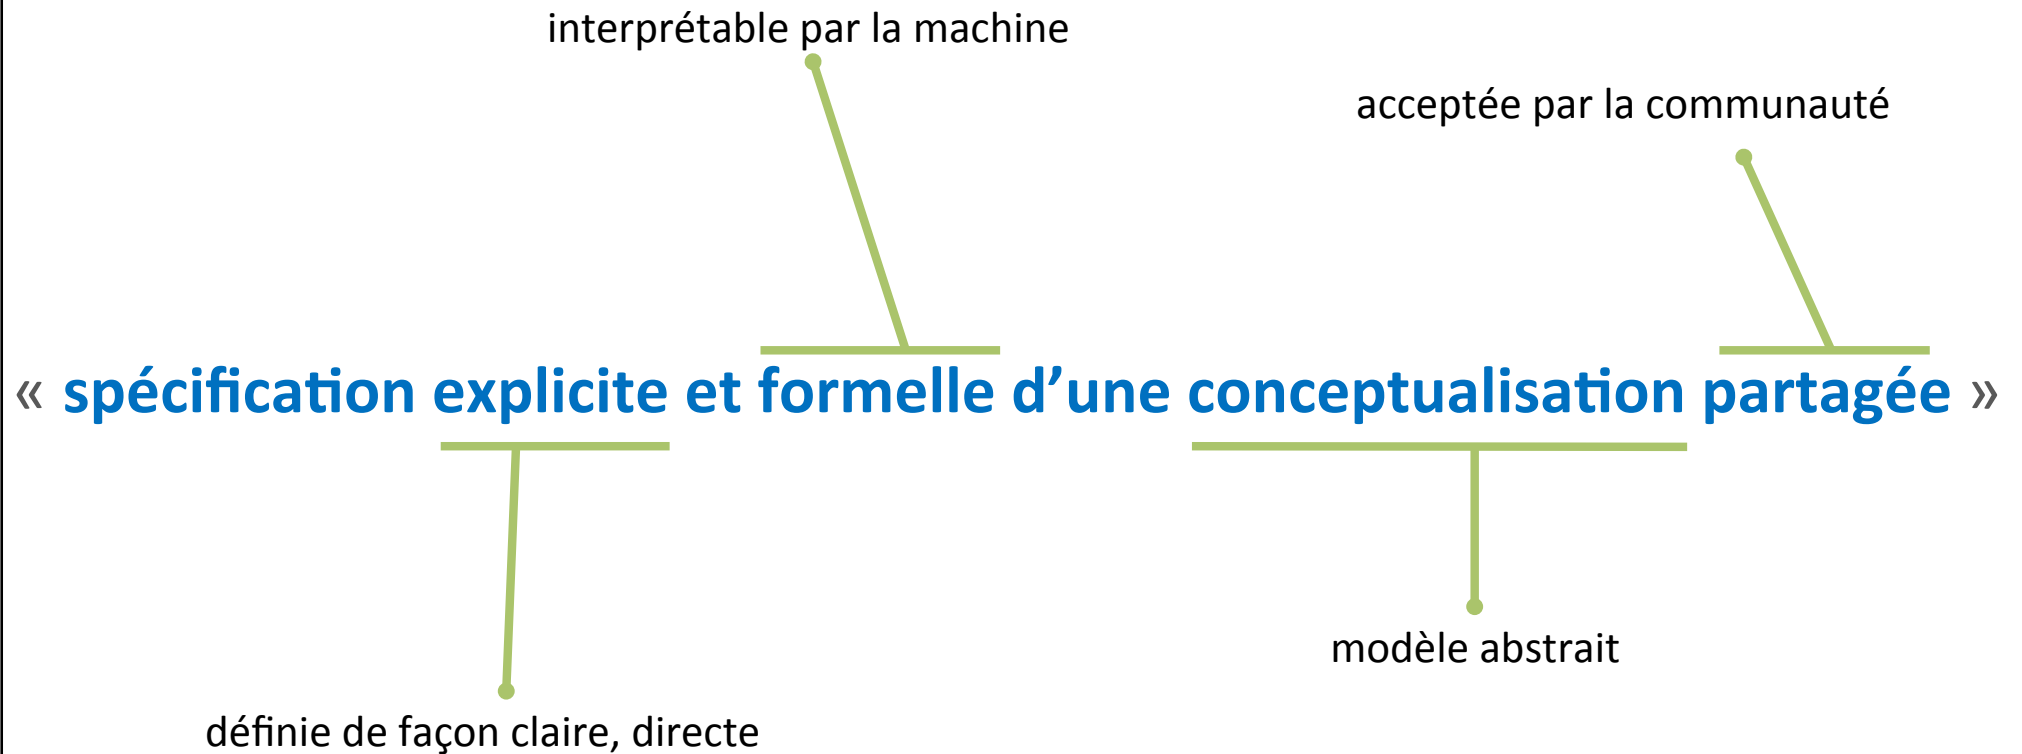 interprétable par la machine
acceptée par la communauté
« spécification explicite et formelle d’une conceptualisation partagée »
modèle abstrait
définie de façon claire, directe